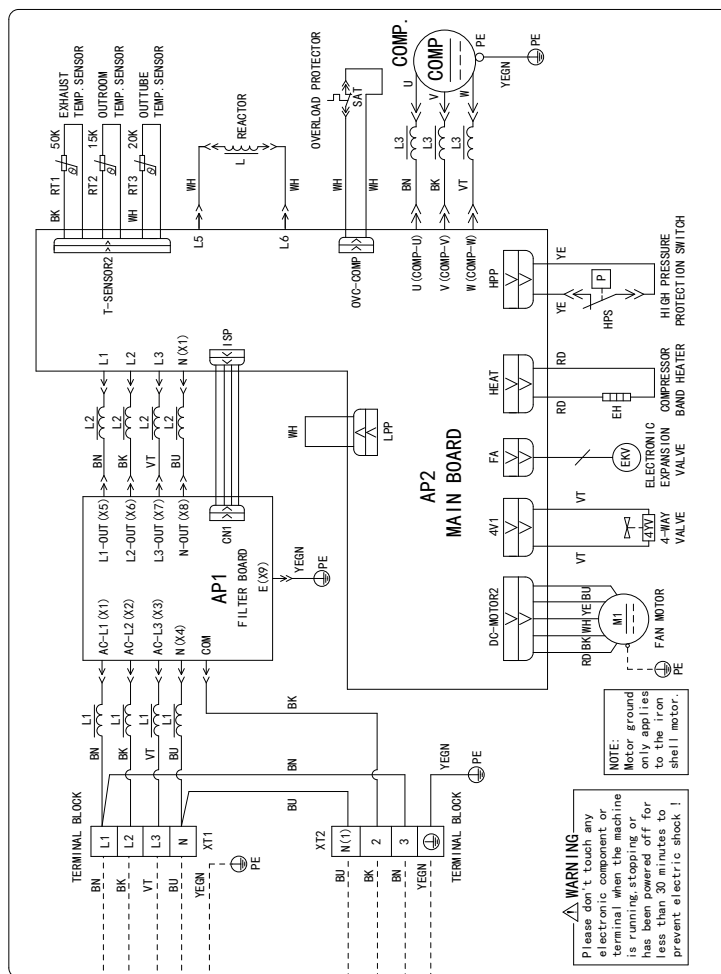 BK RT1 50K
EXHAUST
TEMP. SENSOR
RT2 15K
OUTROOM
TEMP. SENSOR
WH RT3 20K
OUTTUBE
TEMP. SENSOR
T-SENSOR2
L5
WH
L
REACTOR
WH
L6
OVERLOAD PROTECTOR
SAT
WH
WH
OVC-COMP
COMP.
COMP
U
V
W
PE
YEGN
PE
L3
L3
L3
BN
BK
VT
U(COMP-U)
V(COMP-V)
W(COMP-W)
L1
L2
L3
N(X1)
ISP
L2
L2
L2
L2
BN
BK
VT
BU
L1-OUT(X5)
L2-OUT(X6)
L3-OUT(X7)
N-OUT(X8)
CN1
AP1
FILTER BOARD
E(X9)
YEGN
PE
AC-L1(X1)
AC-L2(X2)
AC-L3(X3)
N(X4)
COM
L1
L1
L1
L1
BN
BK
VT
BU
BK
BN
BU
WH
LPP
AP2
MAIN BOARD
HPP
YE
YE
P
HPS
HIGH PRESSURE
PROTECTION SWITCH
HEAT
RD
RD
EH
COMPRESSOR
BAND HEATER
FA
EKV
ELECTRONIC
EXPANSION
VALVE
4V1
VT
VT
4YV
4-WAY
VALVE
DC-MOTOR2
RD BK WH YE BU
M1
FAN MOTOR
PE
TERMINAL BLOCK
L1
L2
L3
N
XT1
BN
BK
VT
BU
YEGN
PE
XT2
N(1)
2
3
TERMINAL BLOCK
YEGN
PE
BU
BK
BN
YEGN
NOTE:
Motor ground
only applies
to the iron
shell motor.
WARNING
Please don't touch any
electronic component or
terminal when the machine
is running, stopping or
has been powered off for
less than 30 minutes to
prevent electric shock !